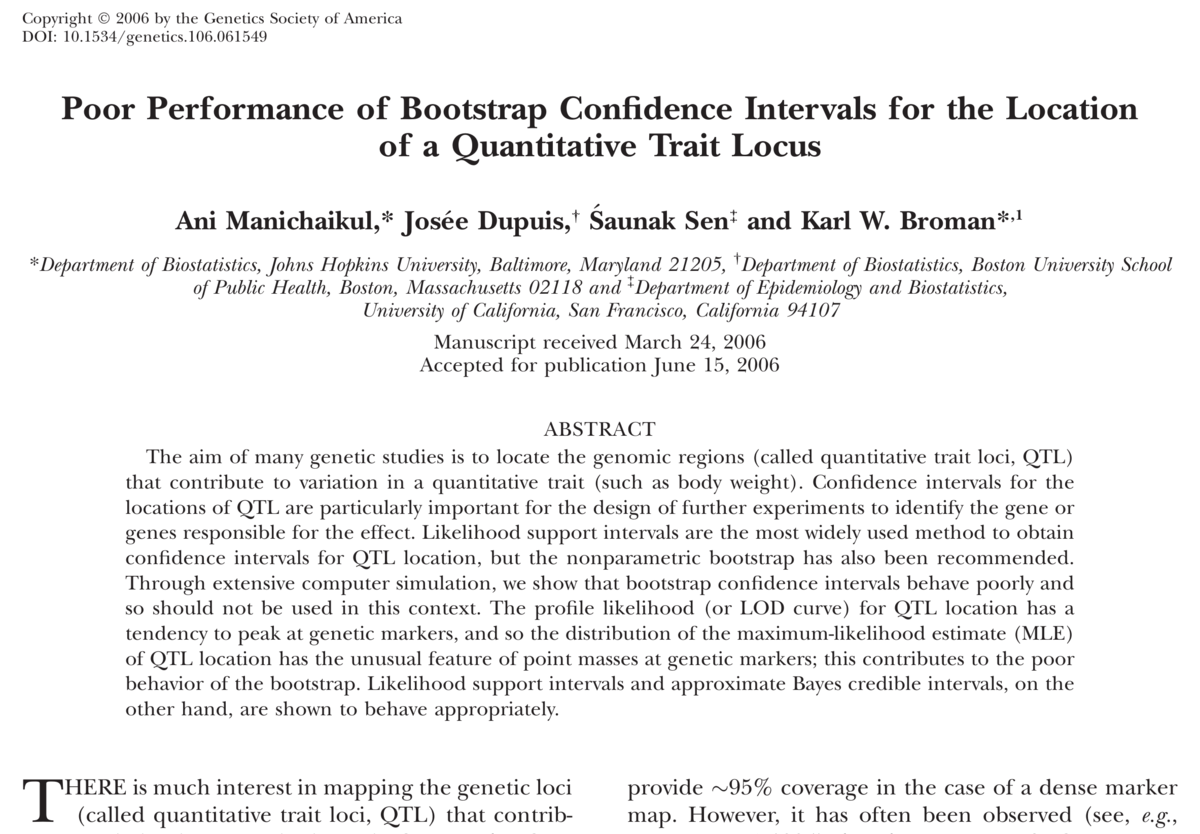 Copyright © 2006 by the Genetics Society of America
DOI: 10.1534/genetics.106.061549
Poor Performance of Bootstrap Confidence Intervals for the Location
of a Quantitative Trait Locus
Ani Manichaikul,* Josée Dupuis,† Śaunak Sen‡ and Karl W. Broman*,1
*Department of Biostatistics, Johns Hopkins University, Baltimore, Maryland 21205, †Department of Biostatistics, Boston University School
of Public Health, Boston, Massachusetts 02118 and ‡Department of Epidemiology and Biostatistics,
University of California, San Francisco, California 94107
Manuscript received March 24, 2006
Accepted for publication June 15, 2006
ABSTRACT
The aim of many genetic studies is to locate the genomic regions (called quantitative trait loci, QTL)
that contribute to variation in a quantitative trait (such as body weight). Confidence intervals for the
locations of QTL are particularly important for the design of further experiments to identify the gene or
genes responsible for the effect. Likelihood support intervals are the most widely used method to obtain
confidence intervals for QTL location, but the nonparametric bootstrap has also been recommended.
Through extensive computer simulation, we show that bootstrap confidence intervals behave poorly and
so should not be used in this context. The profile likelihood (or LOD curve) for QTL location has a
tendency to peak at genetic markers, and so the distribution of the maximum-likelihood estimate (MLE)
of QTL location has the unusual feature of point masses at genetic markers; this contributes to the poor
behavior of the bootstrap. Likelihood support intervals and approximate Bayes credible intervals, on the
other hand, are shown to behave appropriately.
THERE is much interest in mapping the genetic loci
(called quantitative trait loci, QTL) that contrib-
provide ~95% coverage in the case of a dense marker
map. However, it has often been observed (see, e.g.,